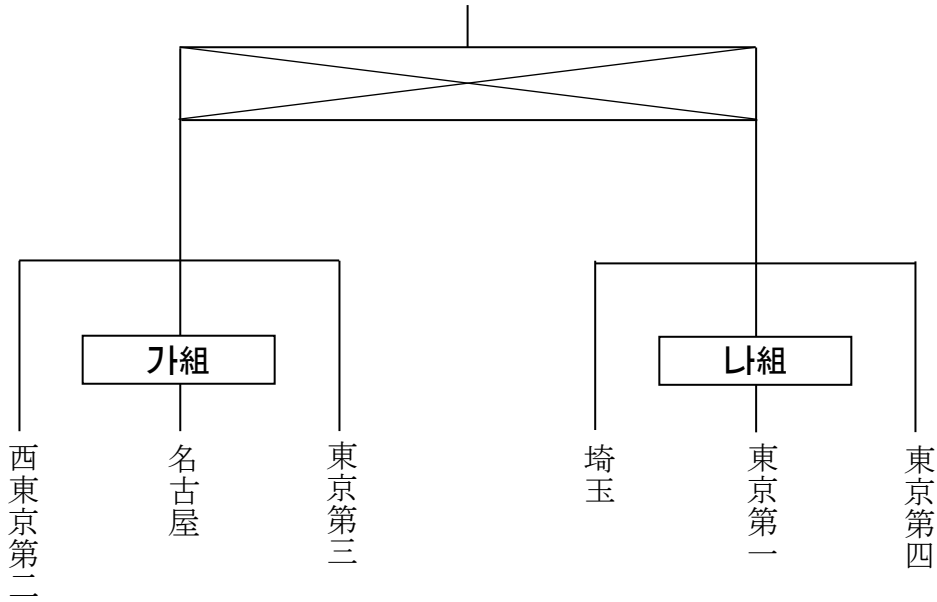 가組
나組
西東京第二
名古屋
東京第三
埼玉
東京第一
東京第四